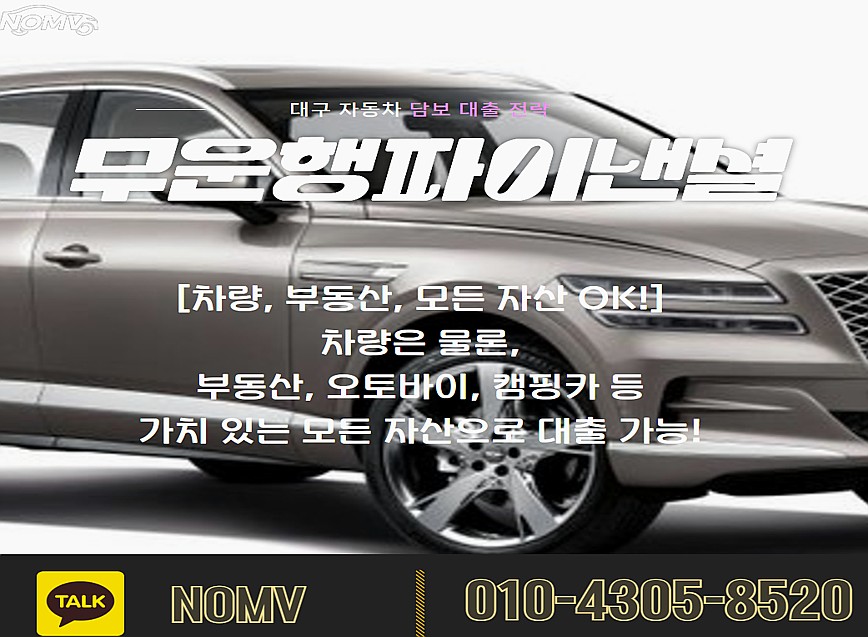 NOMV
대구 자동차 담보 대출 전략
무운행파이낸셜
[차량, 부동산, 모든 자산 OK!]
차량은 물론,
부동산, 오토바이, 캠핑카 등
가치 있는 모든 자산으로 대출 가능!
TALK NOMV 010-4305-8520